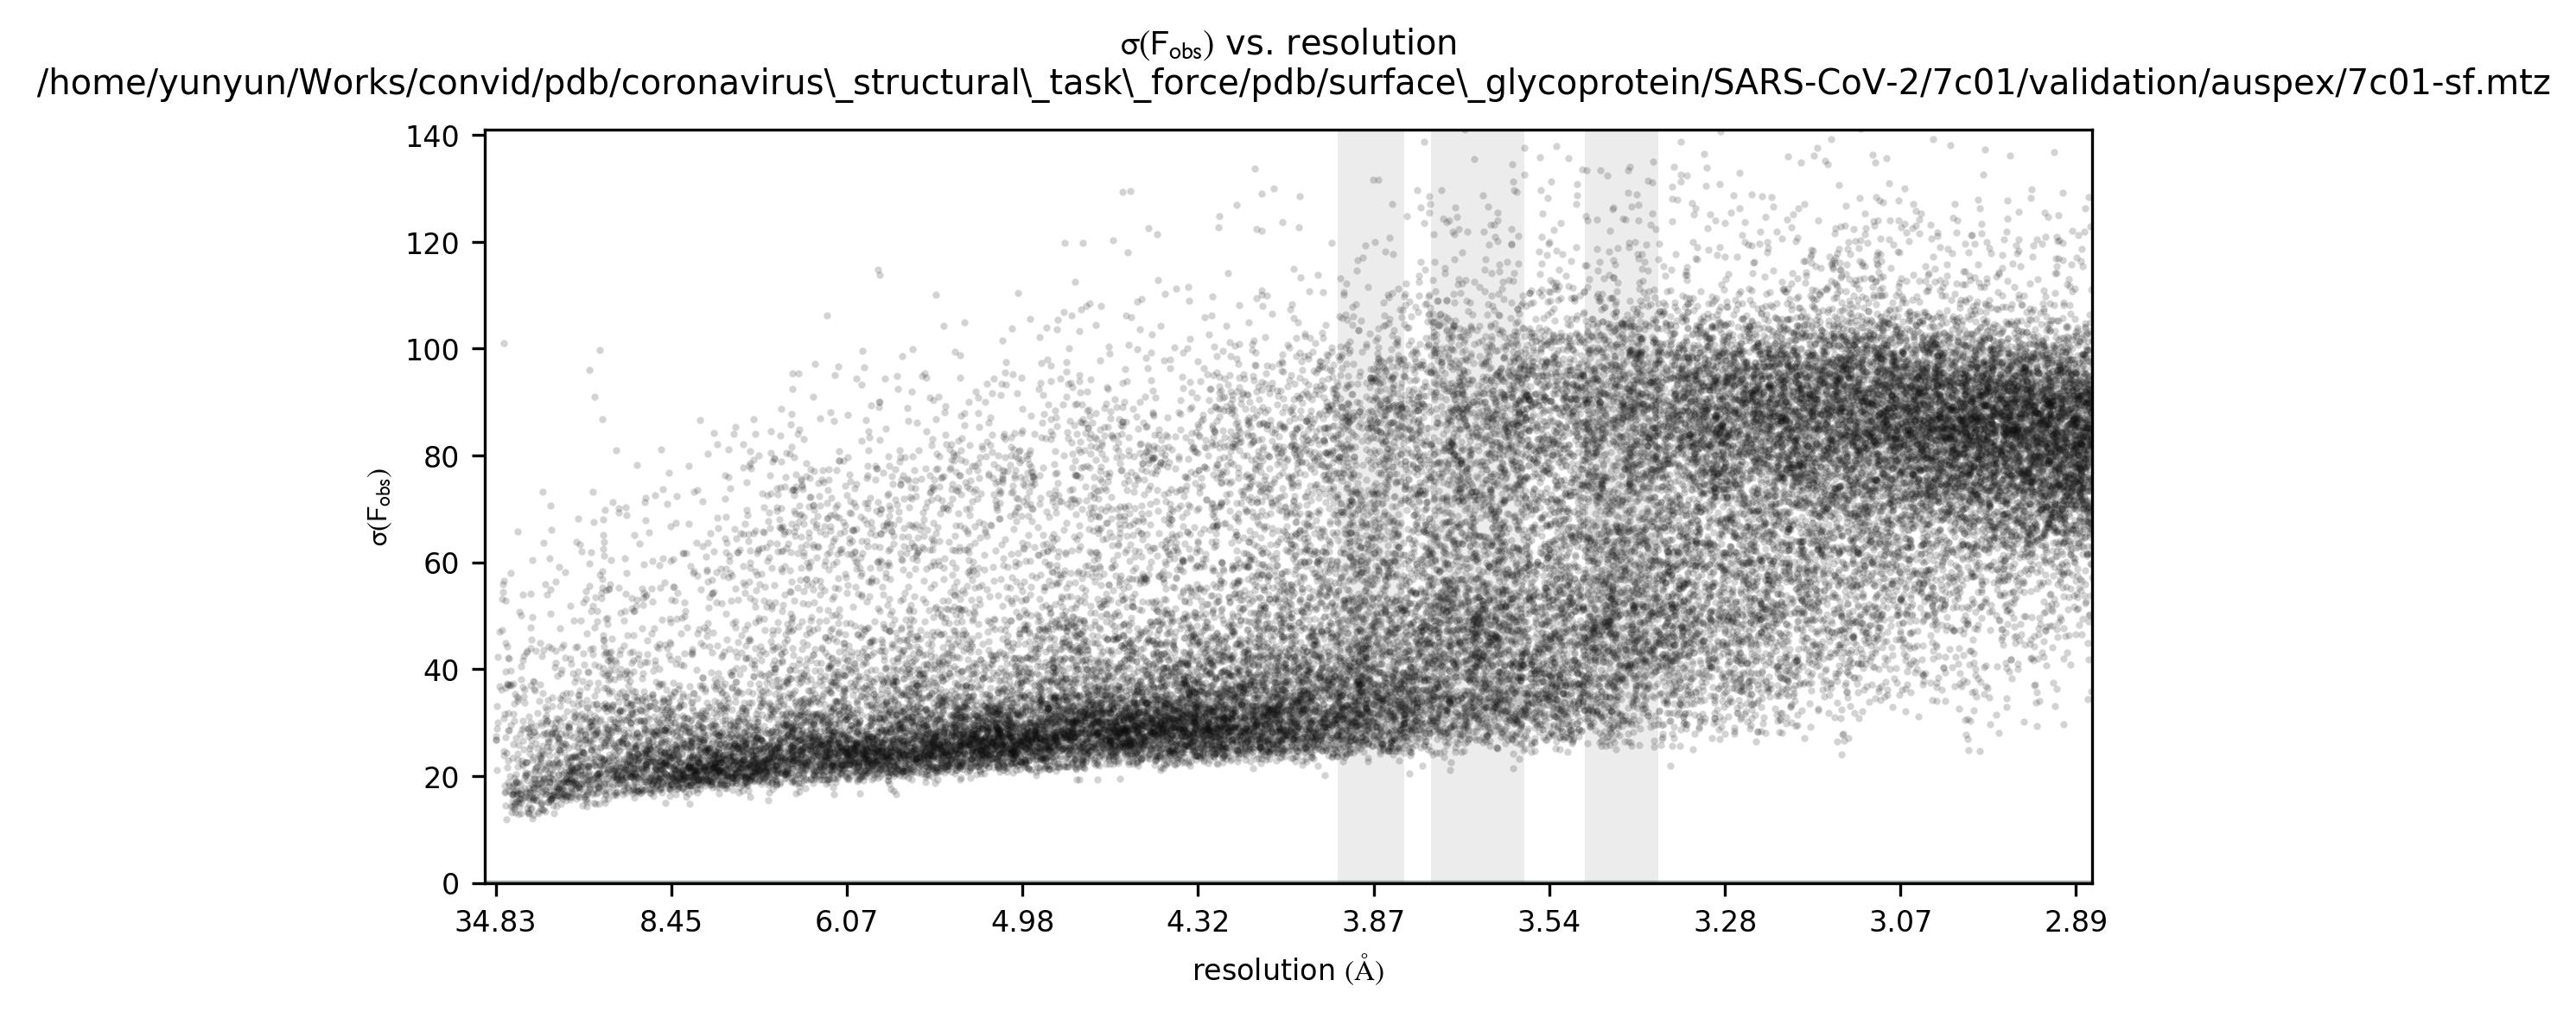 σ(F_obs) vs. resolution
/home/yunyun/Works/convid/pdb/coronavirus\_structural\_task\_force/pdb/surface\_glycoprotein/SARS-CoV-2/7c01/validation/auspex/7c01-sf.mtz
140
120
100
80
60
40
20
0
σ(F_obs)
34.83 8.45 6.07 4.98 4.32 3.87 3.54 3.28 3.07 2.89
resolution (Å)